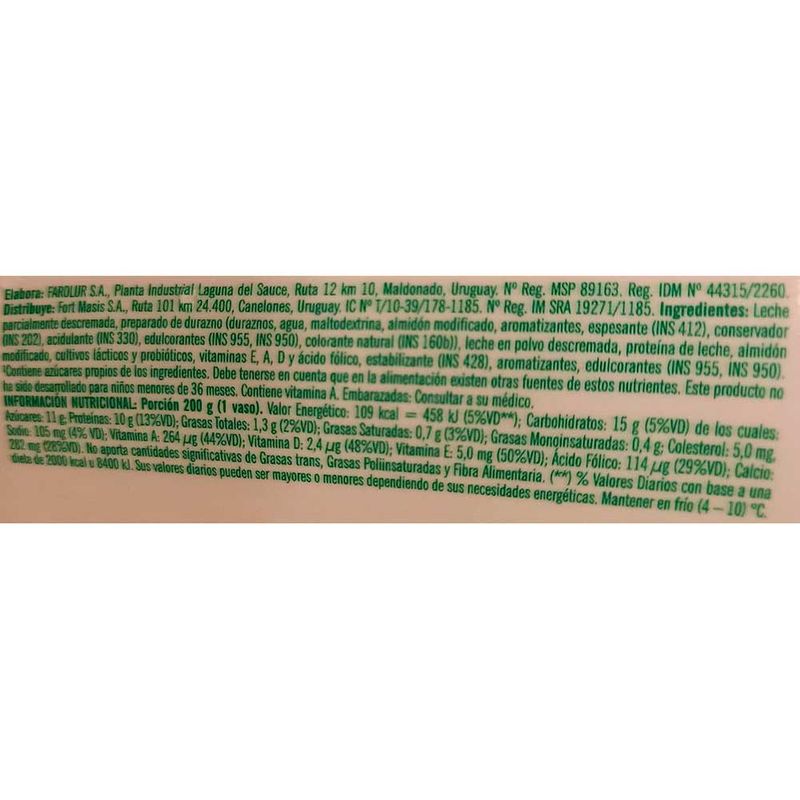 Elabora: FAROLUR S.A., Planta Industrial Laguna del Sauce, Ruta 12 km 10, Maldonado, Uruguay. Nº Reg. MSP 89163. Reg. IDM Nº 44315/2260.
Distribuye: Fort Masis S.A., Ruta 101 km 24.400, Canelones, Uruguay. IC Nº I/10-39/178-1185. Nº Reg. IM SRA 19271/1185. Ingredientes: Leche
parcialmente descremada, preparado de durazno (duraznos, agua, maltodextrina, almidón modificado, aromatizantes, espesante (INS 412), conservador
(INS 202), acidulante (INS 330), edulcorantes (INS 955, INS 950), colorante natural (INS 160b)), leche en polvo descremada, proteína de leche, almidón
modificado, cultivos lácticos y probióticos, vitaminas E, A, D y ácido fólico, estabilizante (INS 428), aromatizantes, edulcorantes (INS 955, INS 950).
*Contiene azúcares propios de los ingredientes. Debe tenerse en cuenta que en la alimentación existen otras fuentes de estos nutrientes. Este producto no
ha sido desarrollado para niños menores de 36 meses. Contiene vitamina A. Embarazadas: Consultar a su médico.
INFORMACIÓN NUTRICIONAL: Porción 200 g (1 vaso). Valor Energético: 109 kcal = 458 kJ (5%VD**); Carbohidratos: 15 g (5%VD) de los cuales:
Azúcares: 11 g; Proteínas: 10 g (13%VD); Grasas Totales: 1,3 g (2%VD); Grasas Saturadas: 0,7 g (3%VD); Grasas Monoinsaturadas: 0,4 g; Colesterol: 5,0 mg,
Sodio: 105 mg (4% VD); Vitamina A: 264 µg (44%VD); Vitamina D: 2,4 µg (48%VD); Vitamina E: 5,0 mg (50%VD); Ácido Fólico: 114 µg (29%VD); Calcio:
282 mg (28%VD). No aporta cantidades significativas de Grasas trans, Grasas Poliinsaturadas y Fibra Alimentaria. (**) % Valores Diarios con base a una
dieta de 2000 kcal u 8400 kJ. Sus valores diarios pueden ser mayores o menores dependiendo de sus necesidades energéticas. Mantener en frío (4 – 10) ºC.